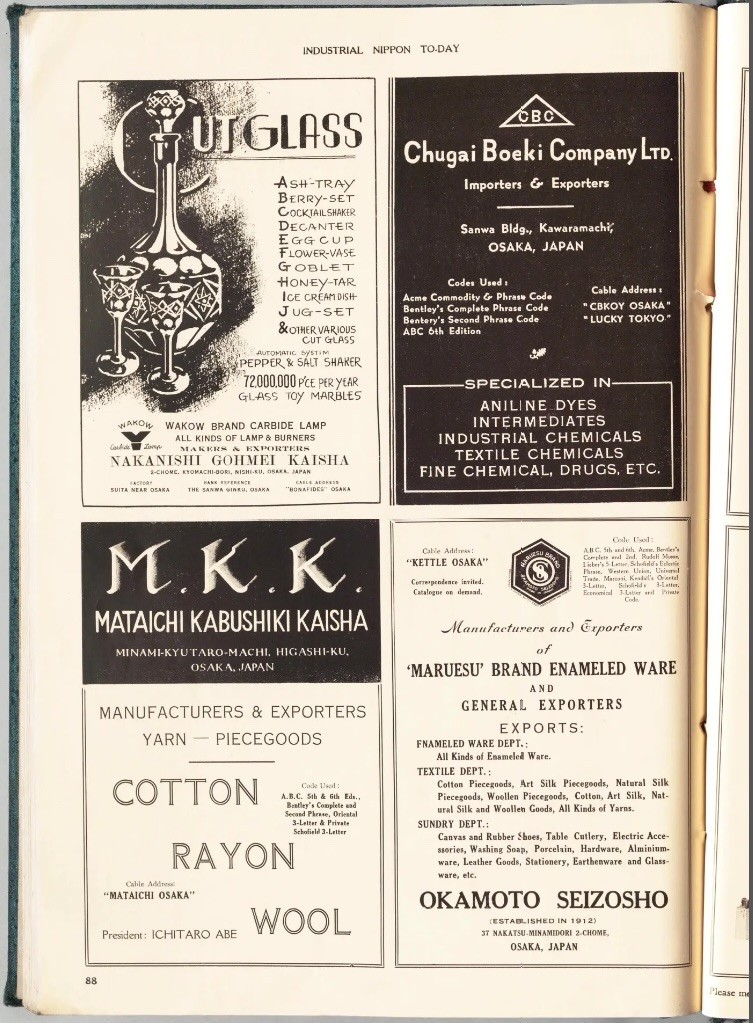 INDUSTRIAL NIPPON TO-DAY
CUT GLASS
ASH-TRAY
BERRY-SET
COCKTAIL SHAKER
DECANTER
EGG CUP
FLOWER-VASE
GOBLET
HONEY-TAR
ICE CREAM DISH
JUG-SET
& OTHER VARIOUS
CUT GLASS
AUTOMATIC SYSTIM
PEPPER & SALT SHAKER
72,000,000 P'CE PER YEAR
GLASS TOY MARBLES
WAKOW
Carbide Lamp
WAKOW BRAND CARBIDE LAMP
ALL KINDS OF LAMP & BURNERS
MAKERS & EXPORTERS
NAKANISHI GOHMEI KAISHA
2-CHOME, KYOMACHI-BORI, NISHI-KU, OSAKA, JAPAN
FACTORY
SUITA NEAR OSAKA
BANK REFERENCE
THE SANWA GINKO, OSAKA
CABLE ADDRESS
"BONAFIDES" OSAKA
CBC
Chugai Boeki Company LTD.
Importers & Exporters
Sanwa Bldg., Kawaramachi,
OSAKA, JAPAN
Codes Used :
Acme Commodity & Phrase Code
Bentley's Complete Phrase Code
Bentery's Second Phrase Code
ABC 6th Edition
Cable Address :
"CBKOY OSAKA"
"LUCKY TOKYO"
SPECIALIZED IN
ANILINE DYES
INTERMEDIATES
INDUSTRIAL CHEMICALS
TEXTILE CHEMICALS
FINE CHEMICAL, DRUGS, ETC.
M. K. K.
MATAICHI KABUSHIKI KAISHA
MINAMI-KYUTARO-MACHI, HIGASHI-KU,
OSAKA, JAPAN
MANUFACTURERS & EXPORTERS
YARN — PIECEGOODS
COTTON
Code Used :
A.B.C. 5th & 6th Eds.,
Bentley's Complete and
Second Phrase, Oriental
3-Letter & Private
Schofield 3-Letter
RAYON
Cable Address:
"MATAICHI OSAKA"
WOOL
President: ICHITARO ABE
Cable Address :
"KETTLE OSAKA"
Correspondence invited.
Catalogue on demand.
MARUESU BRAND
S
Code Used :
A.B.C. 5th and 6th, Acme, Bentley's
Complete and 2nd, Rudolf Mosse,
Lieber's 5-Letter, Schofield's Eclectic
Phrase, Western Union, Universal
Trade, Marconi, Kendall's Oriental
3-Letter, Schofield's 3-Letter,
Economical 3-Letter and Private
Code.
Manufacturers and Exporters
of
'MARUESU' BRAND ENAMELED WARE
AND
GENERAL EXPORTERS
EXPORTS:
FNAMELED WARE DEPT.:
All Kinds of Enameled Ware.
TEXTILE DEPT.:
Cotton Piecegoods, Art Silk Piecegoods, Natural Silk
Piecegoods, Woollen Piecegoods, Cotton, Art Silk, Nat-
ural Silk and Woollen Goods, All Kinds of Yarns.
SUNDRY DEPT.:
Canvas and Rubber Shoes, Table Cutlery, Electric Acce-
ssories, Washing Soap, Porcelain, Hardware, Alminium-
ware, Leather Goods, Stationery, Earthenware and Glass-
ware, etc.
OKAMOTO SEIZOSHO
(ESTABLISHED IN 1912)
37 NAKATSU-MINAMIDORI 2-CHOME,
OSAKA, JAPAN
88
Please me